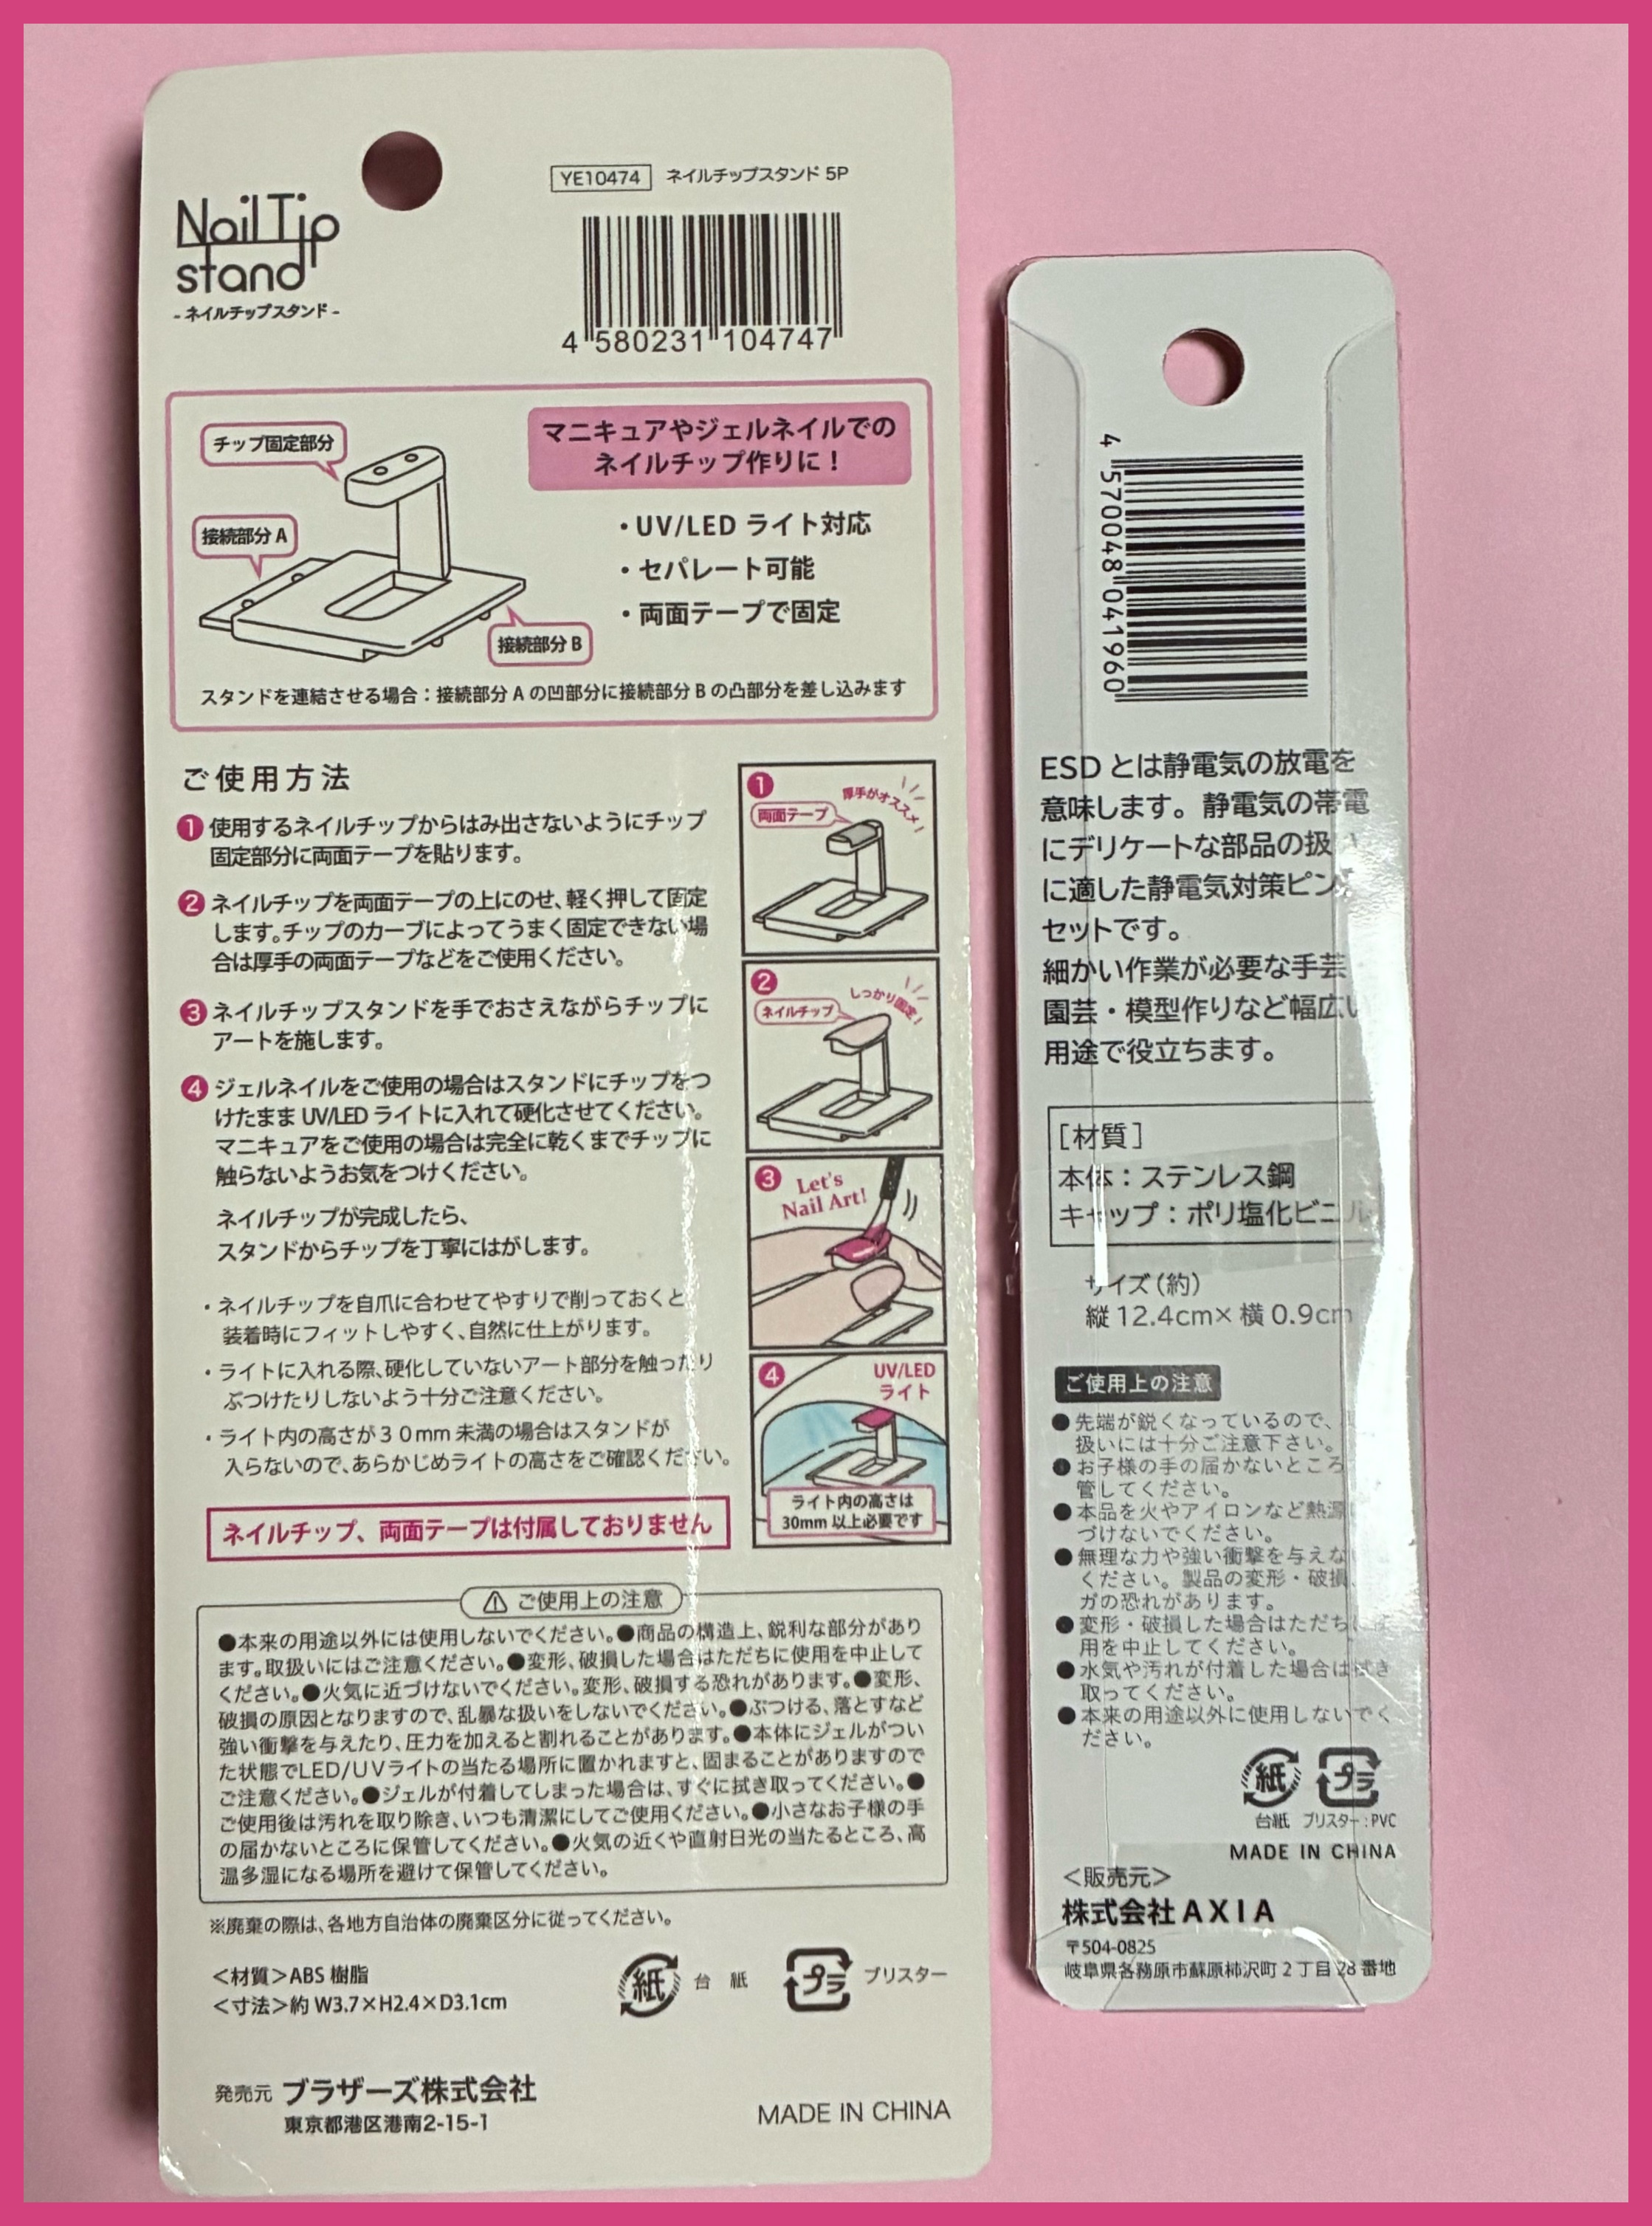 Nail Tip
stand
- ネイルチップスタンド -
YE10474 ネイルチップスタンド 5P
4 580231 104747
チップ固定部分
接続部分 A
接続部分 B
マニキュアやジェルネイルでの
ネイルチップ作りに！
・UV/LED ライト対応
・セパレート可能
・両面テープで固定
スタンドを連結させる場合：接続部分 A の凹部分に接続部分 B の凸部分を差し込みます
ご使用方法
1 使用するネイルチップからはみ出さないようにチップ
固定部分に両面テープを貼ります。
2 ネイルチップを両面テープの上にのせ、軽く押して固定
します。チップのカーブによってうまく固定できない場
合は厚手の両面テープなどをご使用ください。
3 ネイルチップスタンドを手でおさえながらチップに
アートを施します。
4 ジェルネイルをご使用の場合はスタンドにチップをつ
けたまま UV/LED ライトに入れて硬化させてください。
マニキュアをご使用の場合は完全に乾くまでチップに
触らないようお気をつけください。
ネイルチップが完成したら、
スタンドからチップを丁寧にはがします。
・ネイルチップを自爪に合わせてやすりで削っておくと
装着時にフィットしやすく、自然に仕上がります。
・ライトに入れる際、硬化していないアート部分を触ったり
ぶつけたりしないよう十分ご注意ください。
・ライト内の高さが３０mm 未満の場合はスタンドが
入らないので、あらかじめライトの高さをご確認ください。
ネイルチップ、両面テープは付属しておりません
1
両面テープ
厚手がオススメ！
2
ネイルチップ
しっかり固定！
3
Let's
Nail Art!
4
UV/LED
ライト
ライト内の高さは
30mm 以上必要です
⚠ ご使用上の注意
●本来の用途以外には使用しないでください。●商品の構造上、鋭利な部分があり
ます。取扱いにはご注意ください。●変形、破損した場合はただちに使用を中止して
ください。●火気に近づけないでください。変形、破損する恐れがあります。●変形、
破損の原因となりますので、乱暴な扱いをしないでください。●ぶつける、落とすなど
強い衝撃を与えたり、圧力を加えると割れることがあります。●本体にジェルがつい
た状態でLED/UVライトの当たる場所に置かれますと、固まることがありますので
ご注意ください。●ジェルが付着してしまった場合は、すぐに拭き取ってください。●
ご使用後は汚れを取り除き、いつも清潔にしてご使用ください。●小さなお子様の手
の届かないところに保管してください。●火気の近くや直射日光の当たるところ、高
温多湿になる場所を避けて保管してください。
※廃棄の際は、各地方自治体の廃棄区分に従ってください。
＜材質＞ABS 樹脂
＜寸法＞約 W3.7×H2.4×D3.1cm
紙 台 紙 プラ ブリスター
発売元 ブラザーズ株式会社
東京都港区港南2-15-1
MADE IN CHINA
4 570048 041960
ESD とは静電気の放電を
意味します。静電気の帯電
にデリケートな部品の扱
に適した静電気対策ピン
セットです。
細かい作業が必要な手芸
園芸・模型作りなど幅広い
用途で役立ちます。
［材質］
本体：ステンレス鋼
キャップ：ポリ塩化ビニル
サイズ（約）
縦 12.4cm×横 0.9cm
ご使用上の注意
●先端が鋭くなっているので、
扱いには十分ご注意下さい。
●お子様の手の届かないところ
管してください。
●本品を火やアイロンなど熱源
づけないでください。
●無理な力や強い衝撃を与えな
ください。製品の変形・破損、
ガの恐れがあります。
●変形・破損した場合はただち
用を中止してください。
●水気や汚れが付着した場合は拭き
取ってください。
●本来の用途以外に使用しないでく
ださい。
紙 プラ
台紙 ブリスター：PVC
MADE IN CHINA
＜販売元＞
株式会社ＡＸＩＡ
〒504-0825
岐阜県各務原市蘇原柿沢町 2 丁目 28 番地